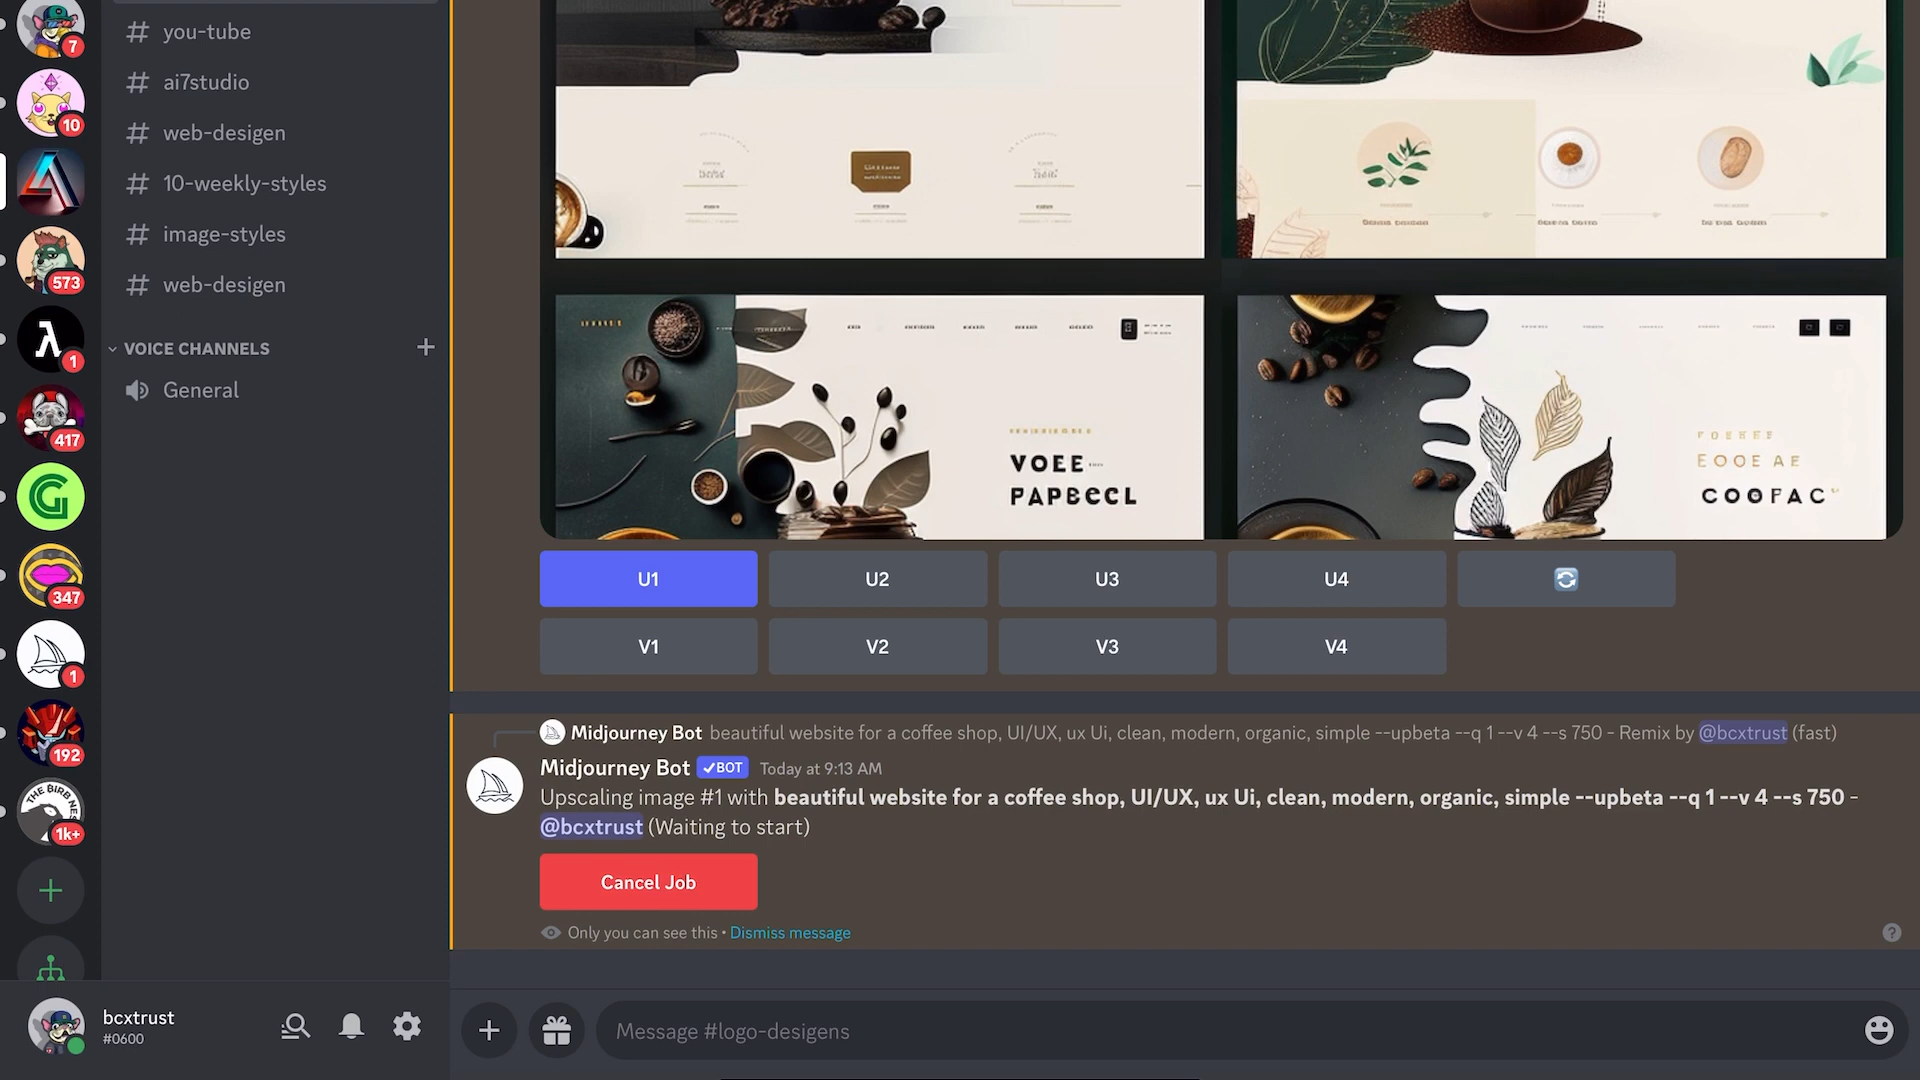 7
10
573
1
417
347
1
192
THE BIRB NES
1k+
you-tube
ai7studio
web-desigen
10-weekly-styles
image-styles
web-desigen
VOICE CHANNELS
General
bcxtrust
#0600
VOEE
PAPBECL
EOOE AE
COOFAC
U1
U2
U3
U4
V1
V2
V3
V4
Midjourney Bot beautiful website for a coffee shop, UI/UX, ux Ui, clean, modern, organic, simple --upbeta --q 1 --v 4 --s 750 - Remix by @bcxtrust (fast)
Midjourney Bot ✓BOT Today at 9:13 AM
Upscaling image #1 with beautiful website for a coffee shop, UI/UX, ux Ui, clean, modern, organic, simple --upbeta --q 1 --v 4 --s 750 -
@bcxtrust (Waiting to start)
Cancel Job
Only you can see this • Dismiss message
Message #logo-desigens